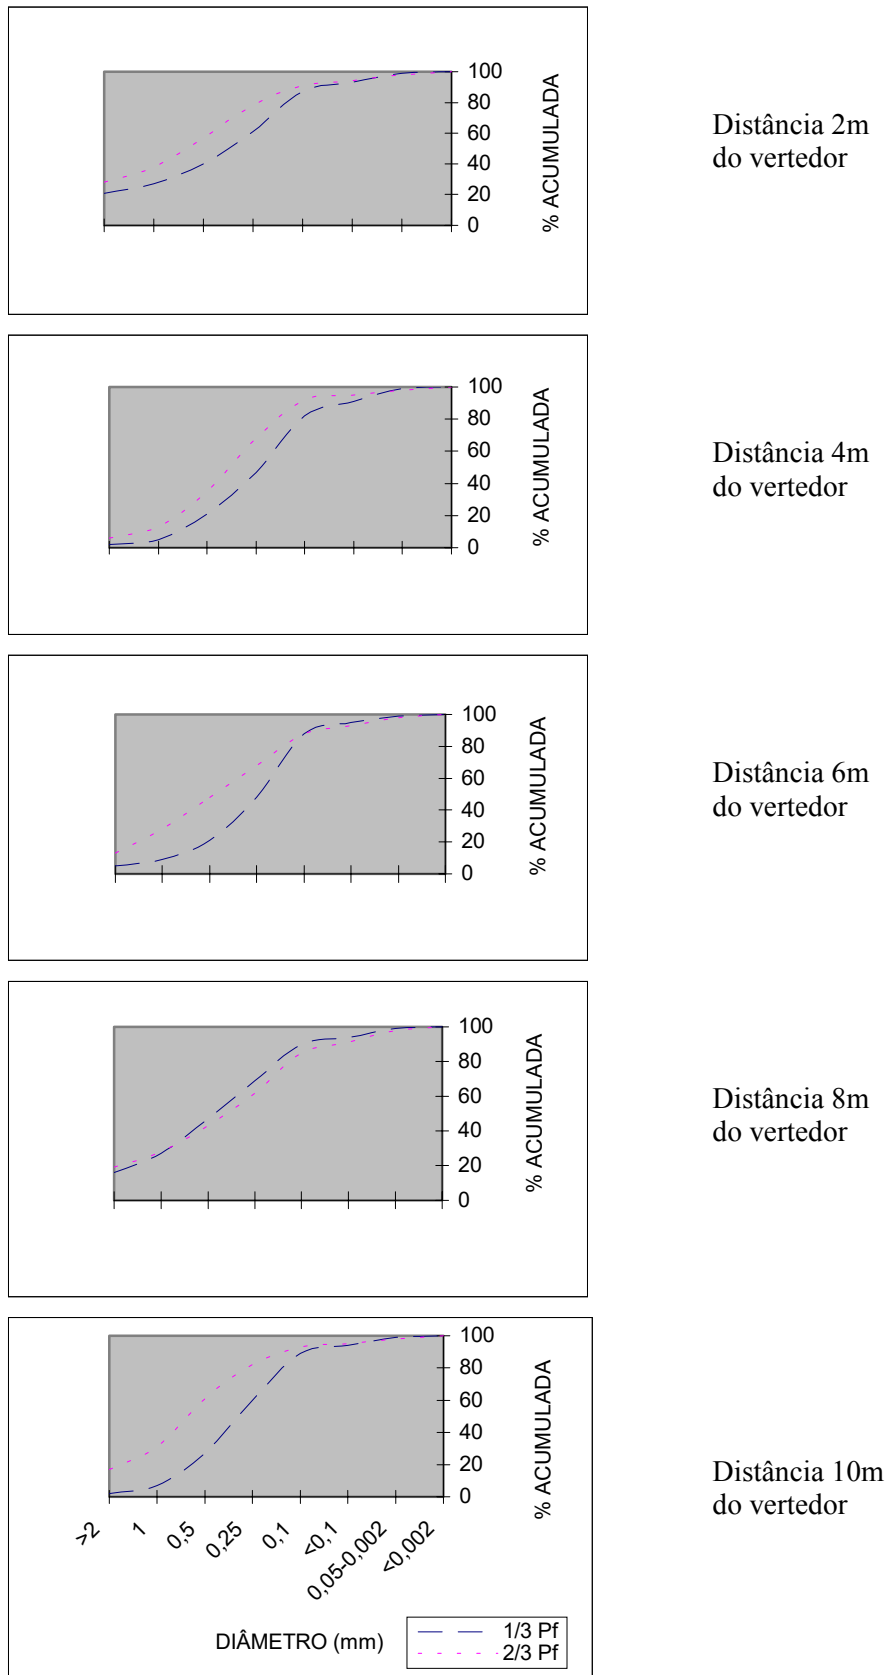 100
80
60
40
20
0
% ACUMULADA
Distância 2m
do vertedor
100
80
60
40
20
0
% ACUMULADA
Distância 4m
do vertedor
100
80
60
40
20
0
% ACUMULADA
Distância 6m
do vertedor
100
80
60
40
20
0
% ACUMULADA
Distância 8m
do vertedor
100
80
60
40
20
0
% ACUMULADA
Distância 10m
do vertedor
>2
1
0,5
0,25
0,1
<0,1
0,05-0,002
<0,002
DIÂMETRO (mm)
1/3 Pf
2/3 Pf